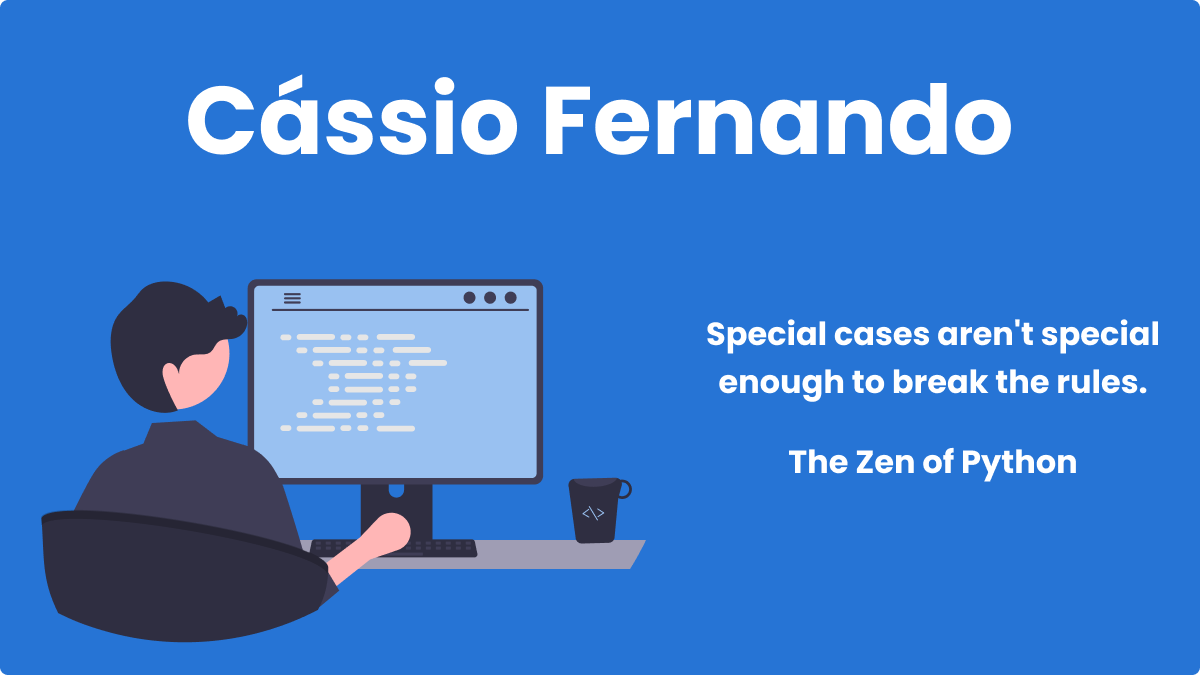 Cássio Fernando
Special cases aren't special
enough to break the rules.
The Zen of Python
<\>